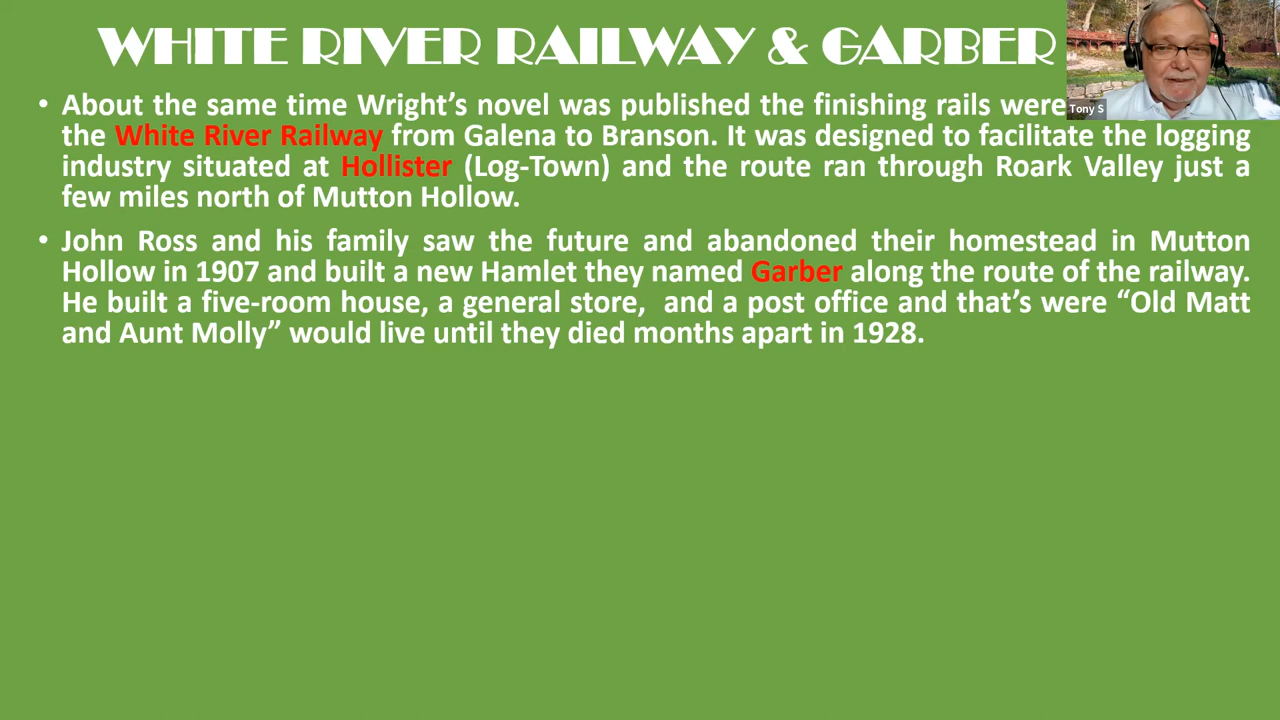 WHITE RIVER RAILWAY & GARBER
• About the same time Wright's novel was published the finishing rails were
the White River Railway from Galena to Branson. It was designed to facilitate the logging
industry situated at Hollister (Log-Town) and the route ran through Roark Valley just a
few miles north of Mutton Hollow.
• John Ross and his family saw the future and abandoned their homestead in Mutton
Hollow in 1907 and built a new Hamlet they named Garber along the route of the railway.
He built a five-room house, a general store, and a post office and that's were “Old Matt
and Aunt Molly” would live until they died months apart in 1928.
Tony S